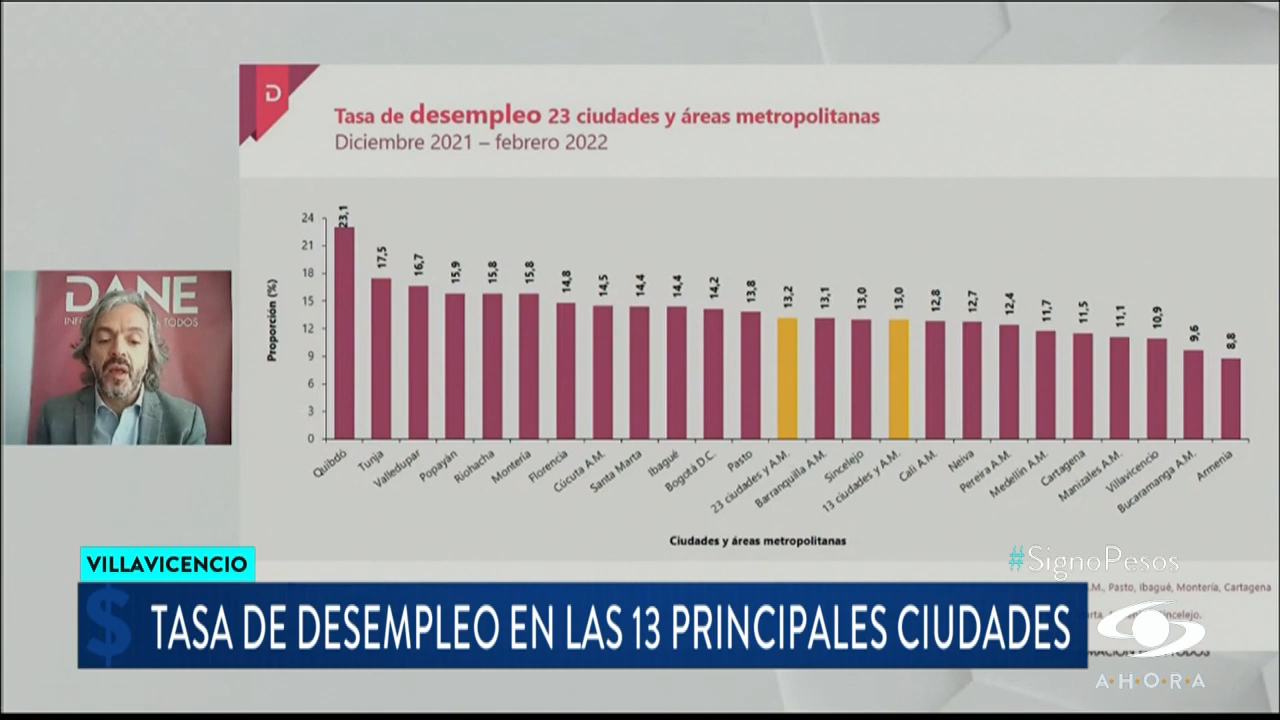 D
Tasa de desempleo 23 ciudades y áreas metropolitanas
Diciembre 2021 – febrero 2022
Proporción (%)
24
21
18
15
12
9
6
3
0
23,1
17,5
16,7
15,9
15,8
15,8
14,8
14,5
14,4
14,4
14,2
13,8
13,2
13,1
13,0
13,0
12,8
12,7
12,4
11,7
11,5
11,1
10,9
9,6
8,8
Quibdó
Tunja
Valledupar
Popayán
Riohacha
Montería
Florencia
Cúcuta A.M.
Santa Marta
Ibagué
Bogotá D.C.
Pasto
23 ciudades y A.M.
Barranquilla A.M.
Sincelejo
13 ciudades y A.M.
Cali A.M.
Neiva
Pereira A.M.
Medellín A.M.
Cartagena
Manizales A.M.
Villavicencio
Bucaramanga A.M.
Armenia
Ciudades y áreas metropolitanas
DANE
TODOS
#SignoPesos
VILLAVICENCIO
$ TASA DE DESEMPLEO EN LAS 13 PRINCIPALES CIUDADES
.M., Pasto, Ibagué, Montería, Cartagena
AHORA